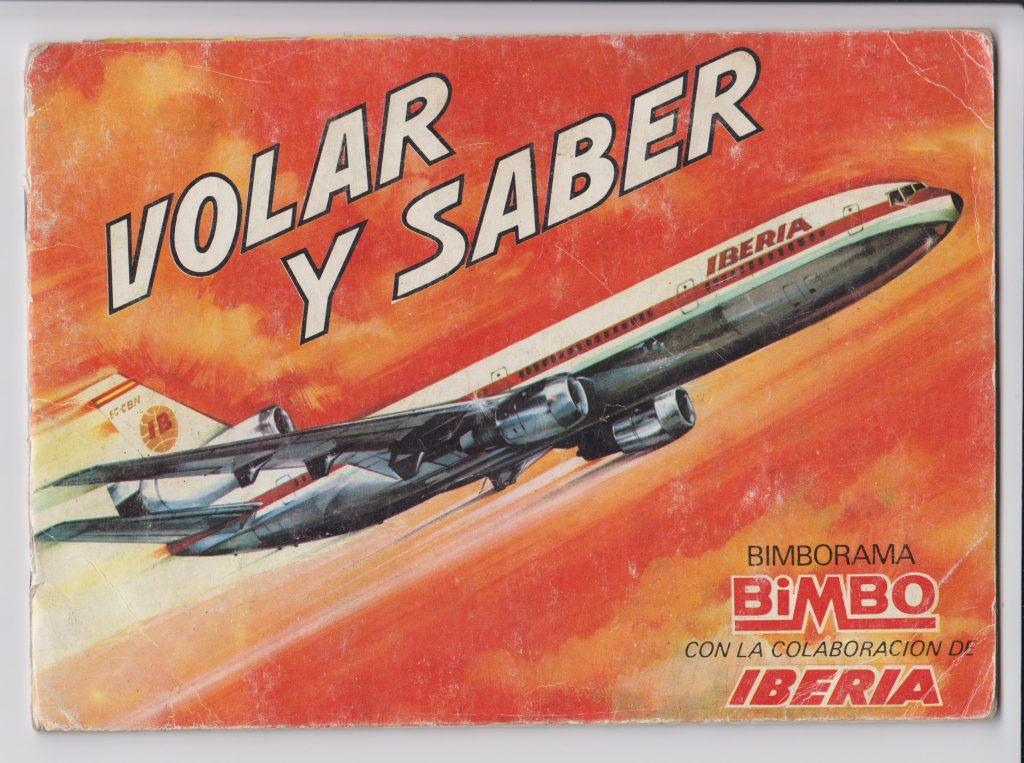 VOLAR
Y SABER
IBERIA
EC-CBN
IB
BIMBORAMA
BiMBO
CON LA COLABORACION DE
IBERIA